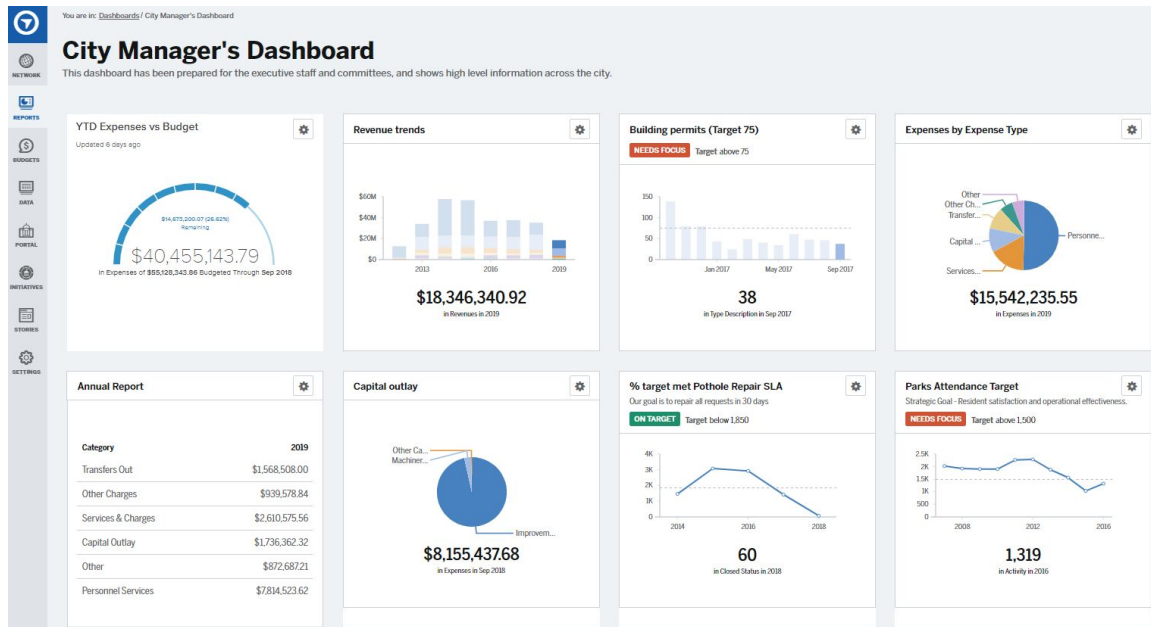 You are in: Dashboards / City Manager's Dashboard
City Manager's Dashboard
This dashboard has been prepared for the executive staff and committees, and shows high level information across the city.
NETWORK
REPORTS
BUDGETS
DATA
PORTAL
INITIATIVES
STORIES
SETTINGS
YTD Expenses vs Budget
Updated 6 days ago
$14,673,200.07 (26.62%)
Remaining
$40,455,143.79
in Expenses of $55,128,343.86 Budgeted Through Sep 2018
Revenue trends
$60M
$40M
$20M
$0
2013 2016 2019
$18,346,340.92
in Revenues in 2019
Building permits (Target 75)
NEEDS FOCUS Target above 75
150
100
50
0
Jan 2017 May 2017 Sep 2017
38
in Type Description in Sep 2017
Expenses by Expense Type
Other
Other Ch...
Transfer...
Capital ...
Services...
Personne...
$15,542,235.55
in Expenses in 2019
Annual Report
Category 2019
Transfers Out $1,568,508.00
Other Charges $939,578.84
Services & Charges $2,610,575.56
Capital Outlay $1,736,362.32
Other $872,687.21
Personnel Services $7,814,523.62
Capital outlay
Other Ca...
Machiner...
Improvem...
$8,155,437.68
in Expenses in Sep 2018
% target met Pothole Repair SLA
Our goal is to repair all requests in 30 days
ON TARGET Target below 1,850
4K
3K
2K
1K
0
2014 2016 2018
60
in Closed Status in 2018
Parks Attendance Target
Strategic Goal - Resident satisfaction and operational effectiveness.
NEEDS FOCUS Target above 1,500
2.5K
2K
1.5K
1K
500
0
2008 2012 2016
1,319
in Activity in 2016